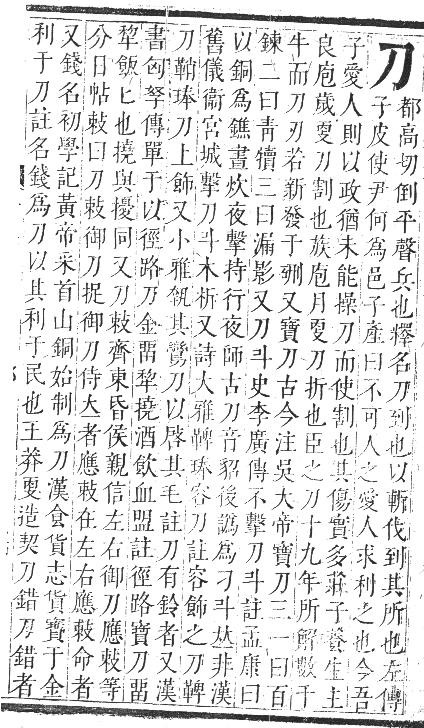 刀
都高切到平聲兵也釋名刀到也以斬伐到其所也左傳
子皮使尹何爲邑子產曰不可人之愛人求利之也今吾
子愛人則以政猶未能操刀而使割也其傷實多莊子養生主
良庖歲更刀割也族庖月更刀折也臣之刀十九年所解數千
牛而刀刃若新發于硎又寶刀古今注吳大帝寶刀三一曰百
鍊二曰靑犢三曰漏影又刀斗史李廣傳不擊刀斗註孟康曰
以銅爲鐎晝炊夜擊持行夜師古刀音貂後譌爲刁斗𠀤非漢
舊儀衞宮城擊刀斗木柝又詩大雅鞞琫容刀註容飾之刀鞞
刀鞘琫刀上飾又小雅執其鸞刀以啓其毛註刀有鈴者又漢
書匈孥傳單于以徑路刀金畱犂撓酒飮血盟註徑路寶刀畱
犂飯匕也撓與擾同又刀敕齊東昏侯親信左右御刀應敕等
分日帖敕曰刀敕御刀捉御刀侍大者應敕在左右應敕命者
又錢名初學記黃帝采首山銅始制爲刀漢食貨志貨寶于金
利于刀註名錢爲刀以其利于民也王莽更造契刀錯刀錯者